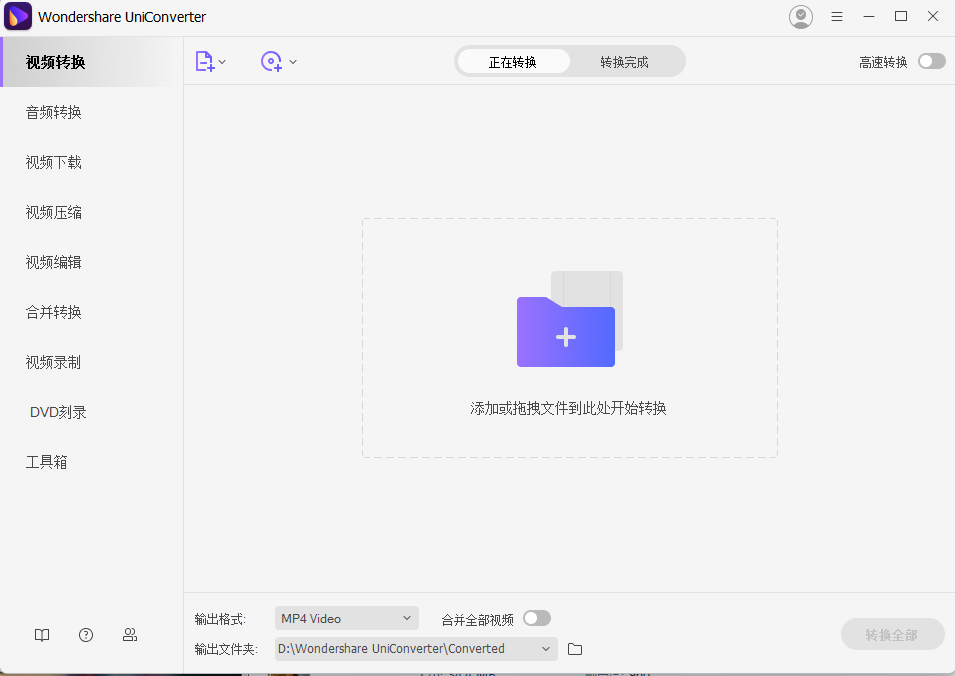 Wondershare UniConverter
视频转换
正在转换
转换完成
高速转换
音频转换
视频下载
视频压缩
视频编辑
合并转换
视频录制
DVD刻录
工具箱
添加或拖拽文件到此处开始转换
输出格式:
MP4 Video
合并全部视频
输出文件夹:
D:\Wondershare UniConverter\Converted
转换全部